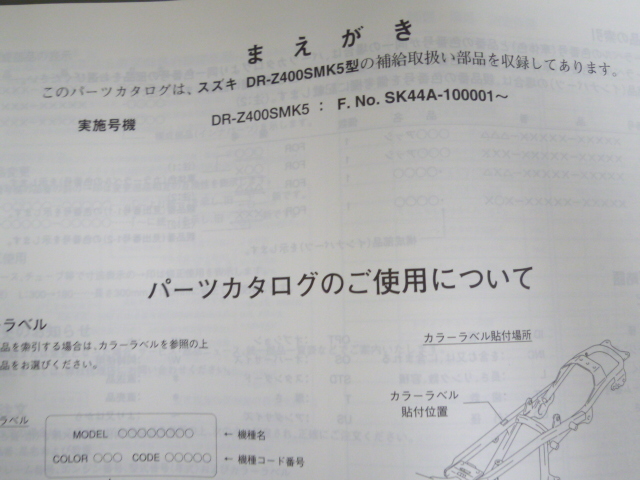 まえがき
このパーツカタログは、スズキ DR-Z400SMK5型の補給取扱い部品を収録してあります。
実施号機 DR-Z400SMK5 : F. No. SK44A-100001～
パーツカタログのご使用について
ーラベル
品を索引する場合は、カラーラベルを参照の上
品をお選びください。
ラベル
MODEL ○○○○○○○○ ← 機種名
COLOR ○○○ CODE ○○○○○ ← 機種コード番号
カラーラベル貼付場所
カラーラベル
貼付位置